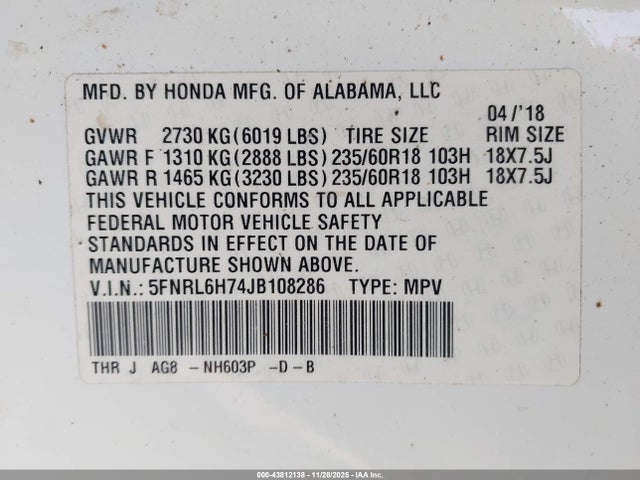 MFD. BY HONDA MFG. OF ALABAMA, LLC
04/'18
GVWR 2730 KG(6019 LBS) TIRE SIZE RIM SIZE
GAWR F 1310 KG(2888 LBS)235/60R18 103H 18X7.5J
GAWR R 1465 KG(3230 LBS)235/60R18 103H 18X7.5J
THIS VEHICLE CONFORMS TO ALL APPLICABLE
FEDERAL MOTOR VEHICLE SAFETY
STANDARDS IN EFFECT ON THE DATE OF
MANUFACTURE SHOWN ABOVE.
V.I.N.: 5FNRL6H74JB108286 TYPE: MPV
THR J AG8 - NH603P -D-B
000-43812138 - 11/28/2025 - IAA Inc.